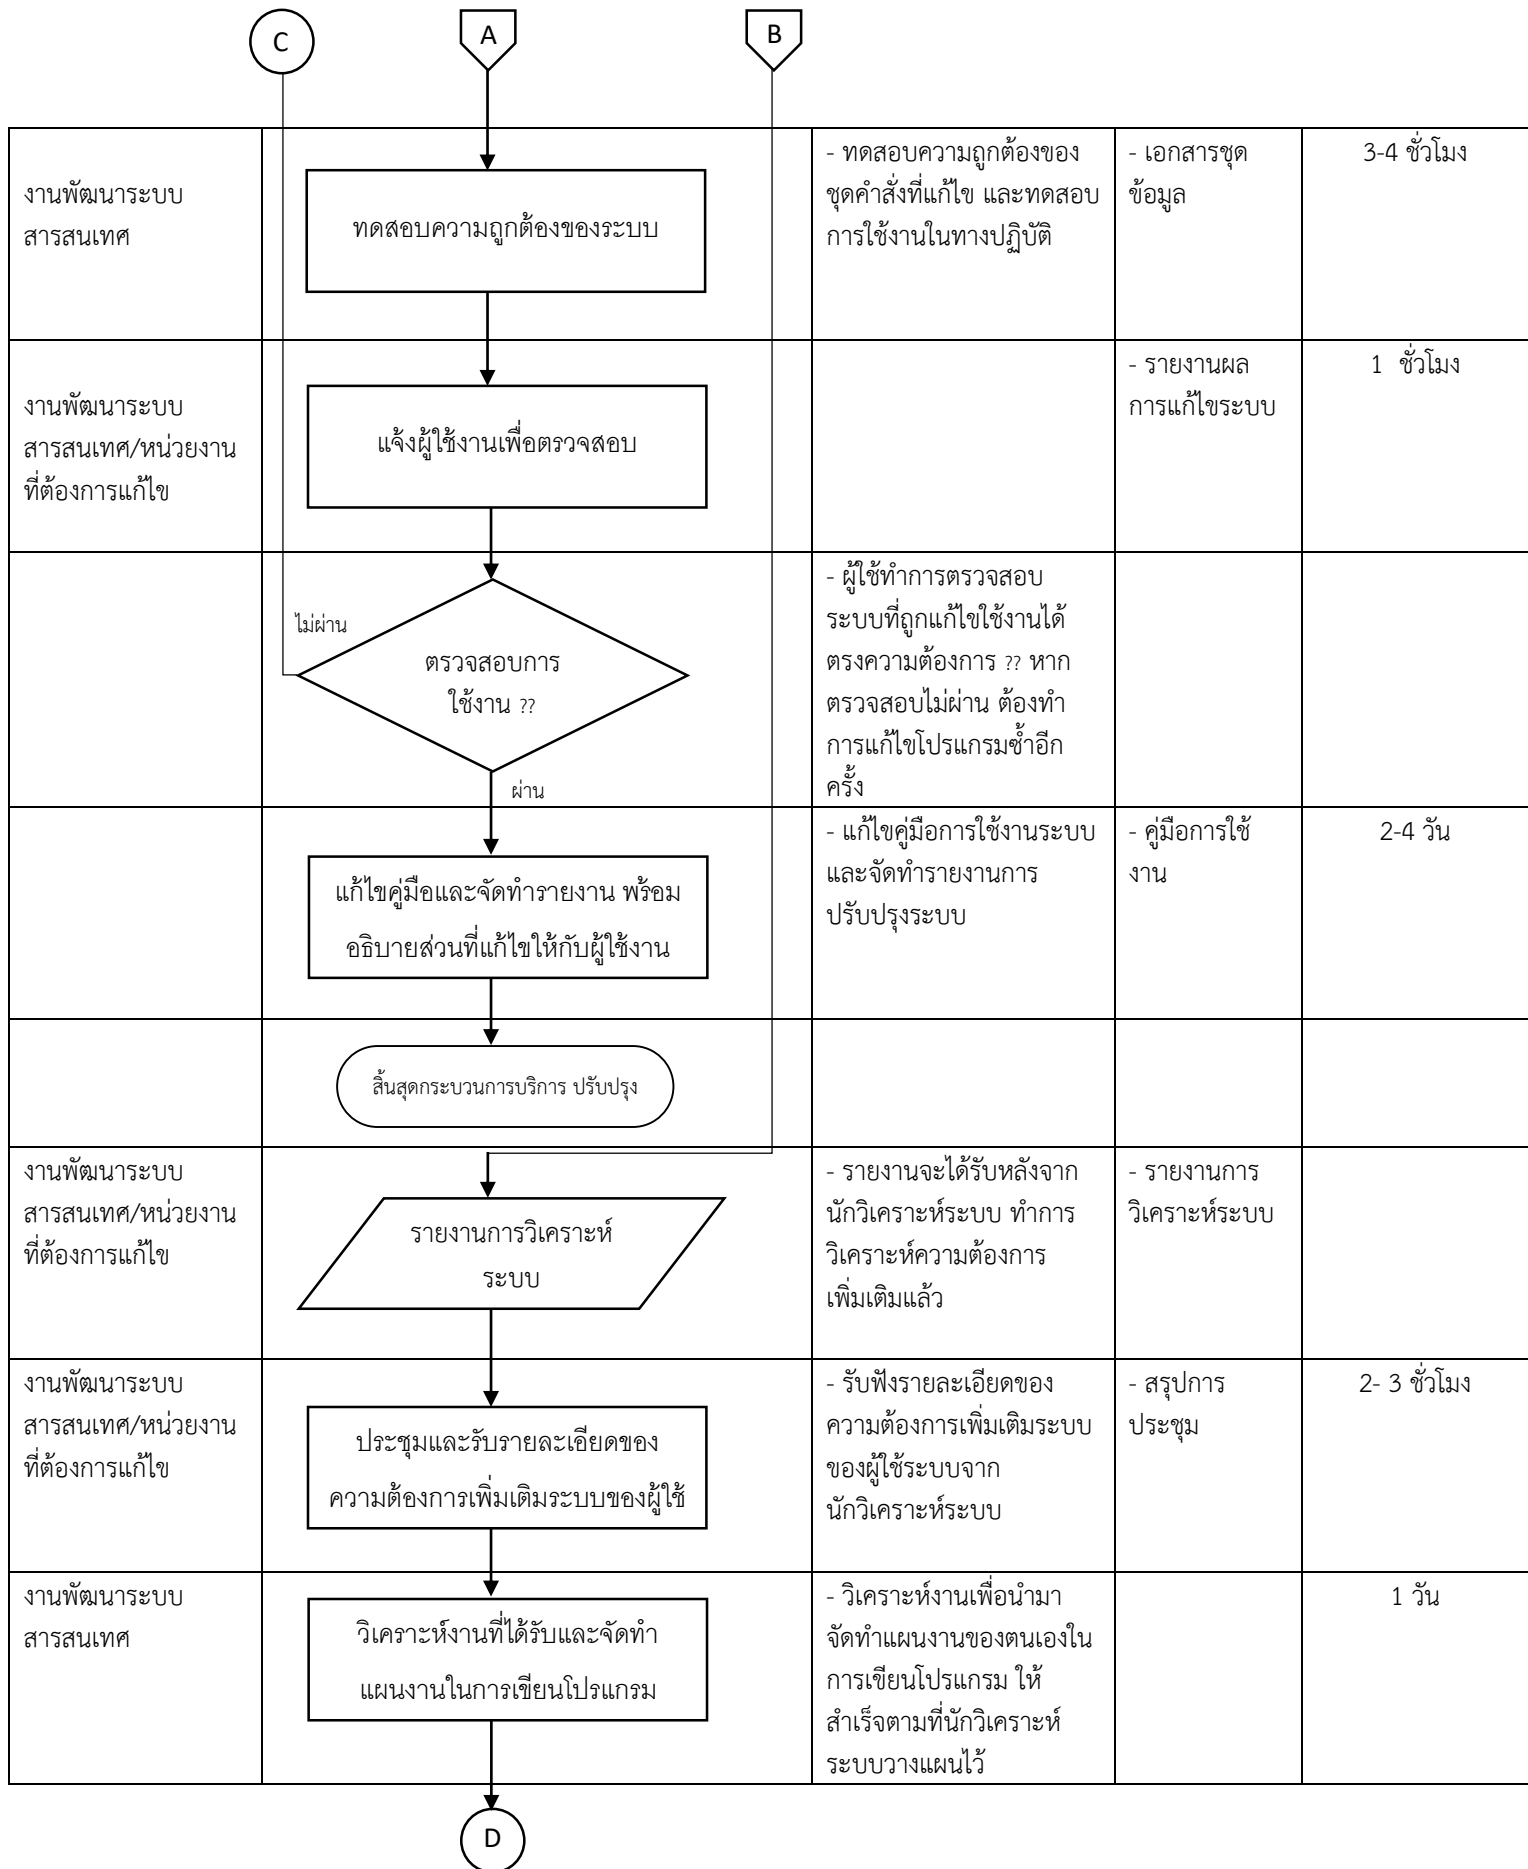 C
A
B
งานพัฒนาระบบ
สารสนเทศ
ทดสอบความถูกต้องของระบบ
- ทดสอบความถูกต้องของ
ชุดคำสั่งที่แก้ไข และทดสอบ
การใช้งานในทางปฏิบัติ
- เอกสารชุด
ข้อมูล
3-4 ชั่วโมง
งานพัฒนาระบบ
สารสนเทศ/หน่วยงาน
ที่ต้องการแก้ไข
แจ้งผู้ใช้งานเพื่อตรวจสอบ
- รายงานผล
การแก้ไขระบบ
1 ชั่วโมง
ไม่ผ่าน
ตรวจสอบการ
ใช้งาน ??
ผ่าน
- ผู้ใช้ทำการตรวจสอบ
ระบบที่ถูกแก้ไขใช้งานได้
ตรงความต้องการ ?? หาก
ตรวจสอบไม่ผ่าน ต้องทำ
การแก้ไขโปรแกรมซ้ำอีก
ครั้ง
แก้ไขคู่มือและจัดทำรายงาน พร้อม
อธิบายส่วนที่แก้ไขให้กับผู้ใช้งาน
- แก้ไขคู่มือการใช้งานระบบ
และจัดทำรายงานการ
ปรับปรุงระบบ
- คู่มือการใช้
งาน
2-4 วัน
สิ้นสุดกระบวนการบริการ ปรับปรุง
งานพัฒนาระบบ
สารสนเทศ/หน่วยงาน
ที่ต้องการแก้ไข
รายงานการวิเคราะห์
ระบบ
- รายงานจะได้รับหลังจาก
นักวิเคราะห์ระบบ ทำการ
วิเคราะห์ความต้องการ
เพิ่มเติมแล้ว
- รายงานการ
วิเคราะห์ระบบ
งานพัฒนาระบบ
สารสนเทศ/หน่วยงาน
ที่ต้องการแก้ไข
ประชุมและรับรายละเอียดของ
ความต้องการเพิ่มเติมระบบของผู้ใช้
- รับฟังรายละเอียดของ
ความต้องการเพิ่มเติมระบบ
ของผู้ใช้ระบบจาก
นักวิเคราะห์ระบบ
- สรุปการ
ประชุม
2- 3 ชั่วโมง
งานพัฒนาระบบ
สารสนเทศ
วิเคราะห์งานที่ได้รับและจัดทำ
แผนงานในการเขียนโปรแกรม
- วิเคราะห์งานเพื่อนำมา
จัดทำแผนงานของตนเองใน
การเขียนโปรแกรม ให้
สำเร็จตามที่นักวิเคราะห์
ระบบวางแผนไว้
1 วัน
D